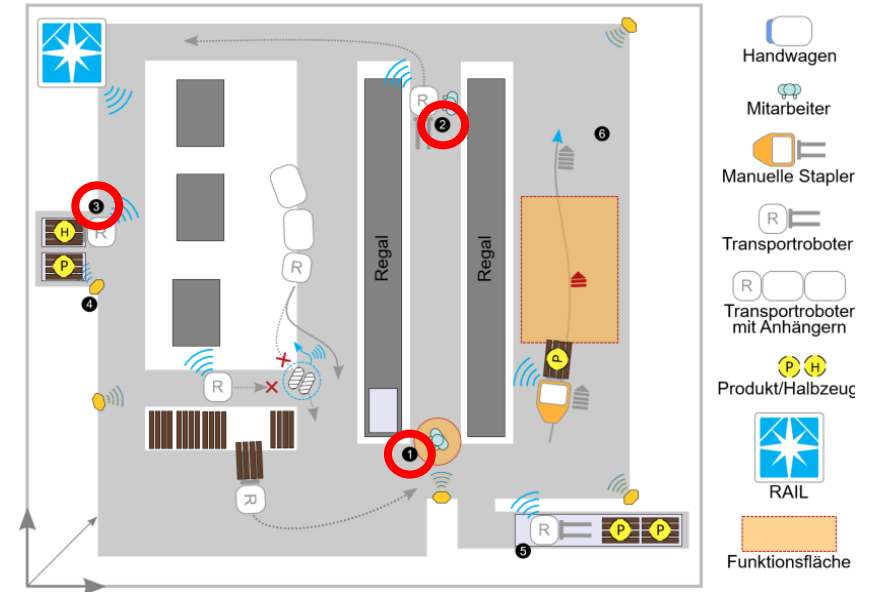 R
2
3
H
R
P
4
R
R
R
Regal
Regal
1
6
P
R
P
P
5
Handwagen
Mitarbeiter
Manuelle Stapler
R
Transportroboter
R
Transportroboter
mit Anhängern
P H
Produkt/Halbzeug
RAIL
Funktionsfläche